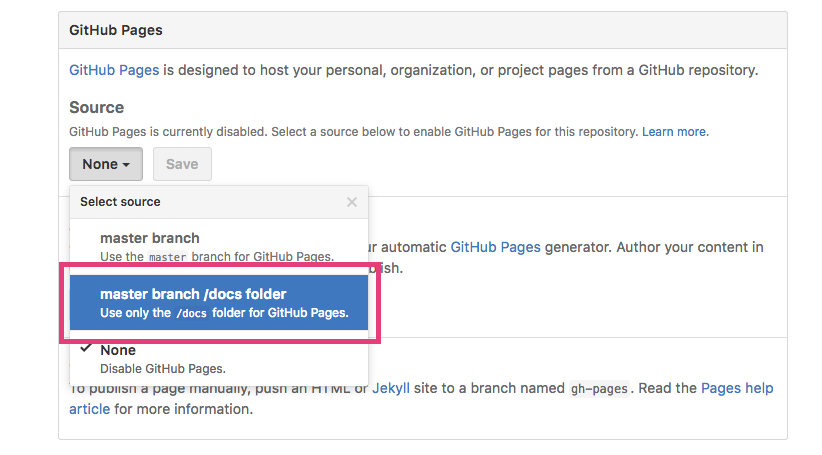 GitHub Pages
GitHub Pages is designed to host your personal, organization, or project pages from a GitHub repository.
Source
GitHub Pages is currently disabled. Select a source below to enable GitHub Pages for this repository. Learn more.
None
Save
Select source
master branch
Use the master branch for GitHub Pages.
automatic GitHub Pages generator. Author your content in
master branch /docs folder
Use only the /docs folder for GitHub Pages.
None
Disable GitHub Pages.
To publish a page manually, push an HTML or Jekyll site to a branch named gh-pages. Read the Pages help
article for more information.